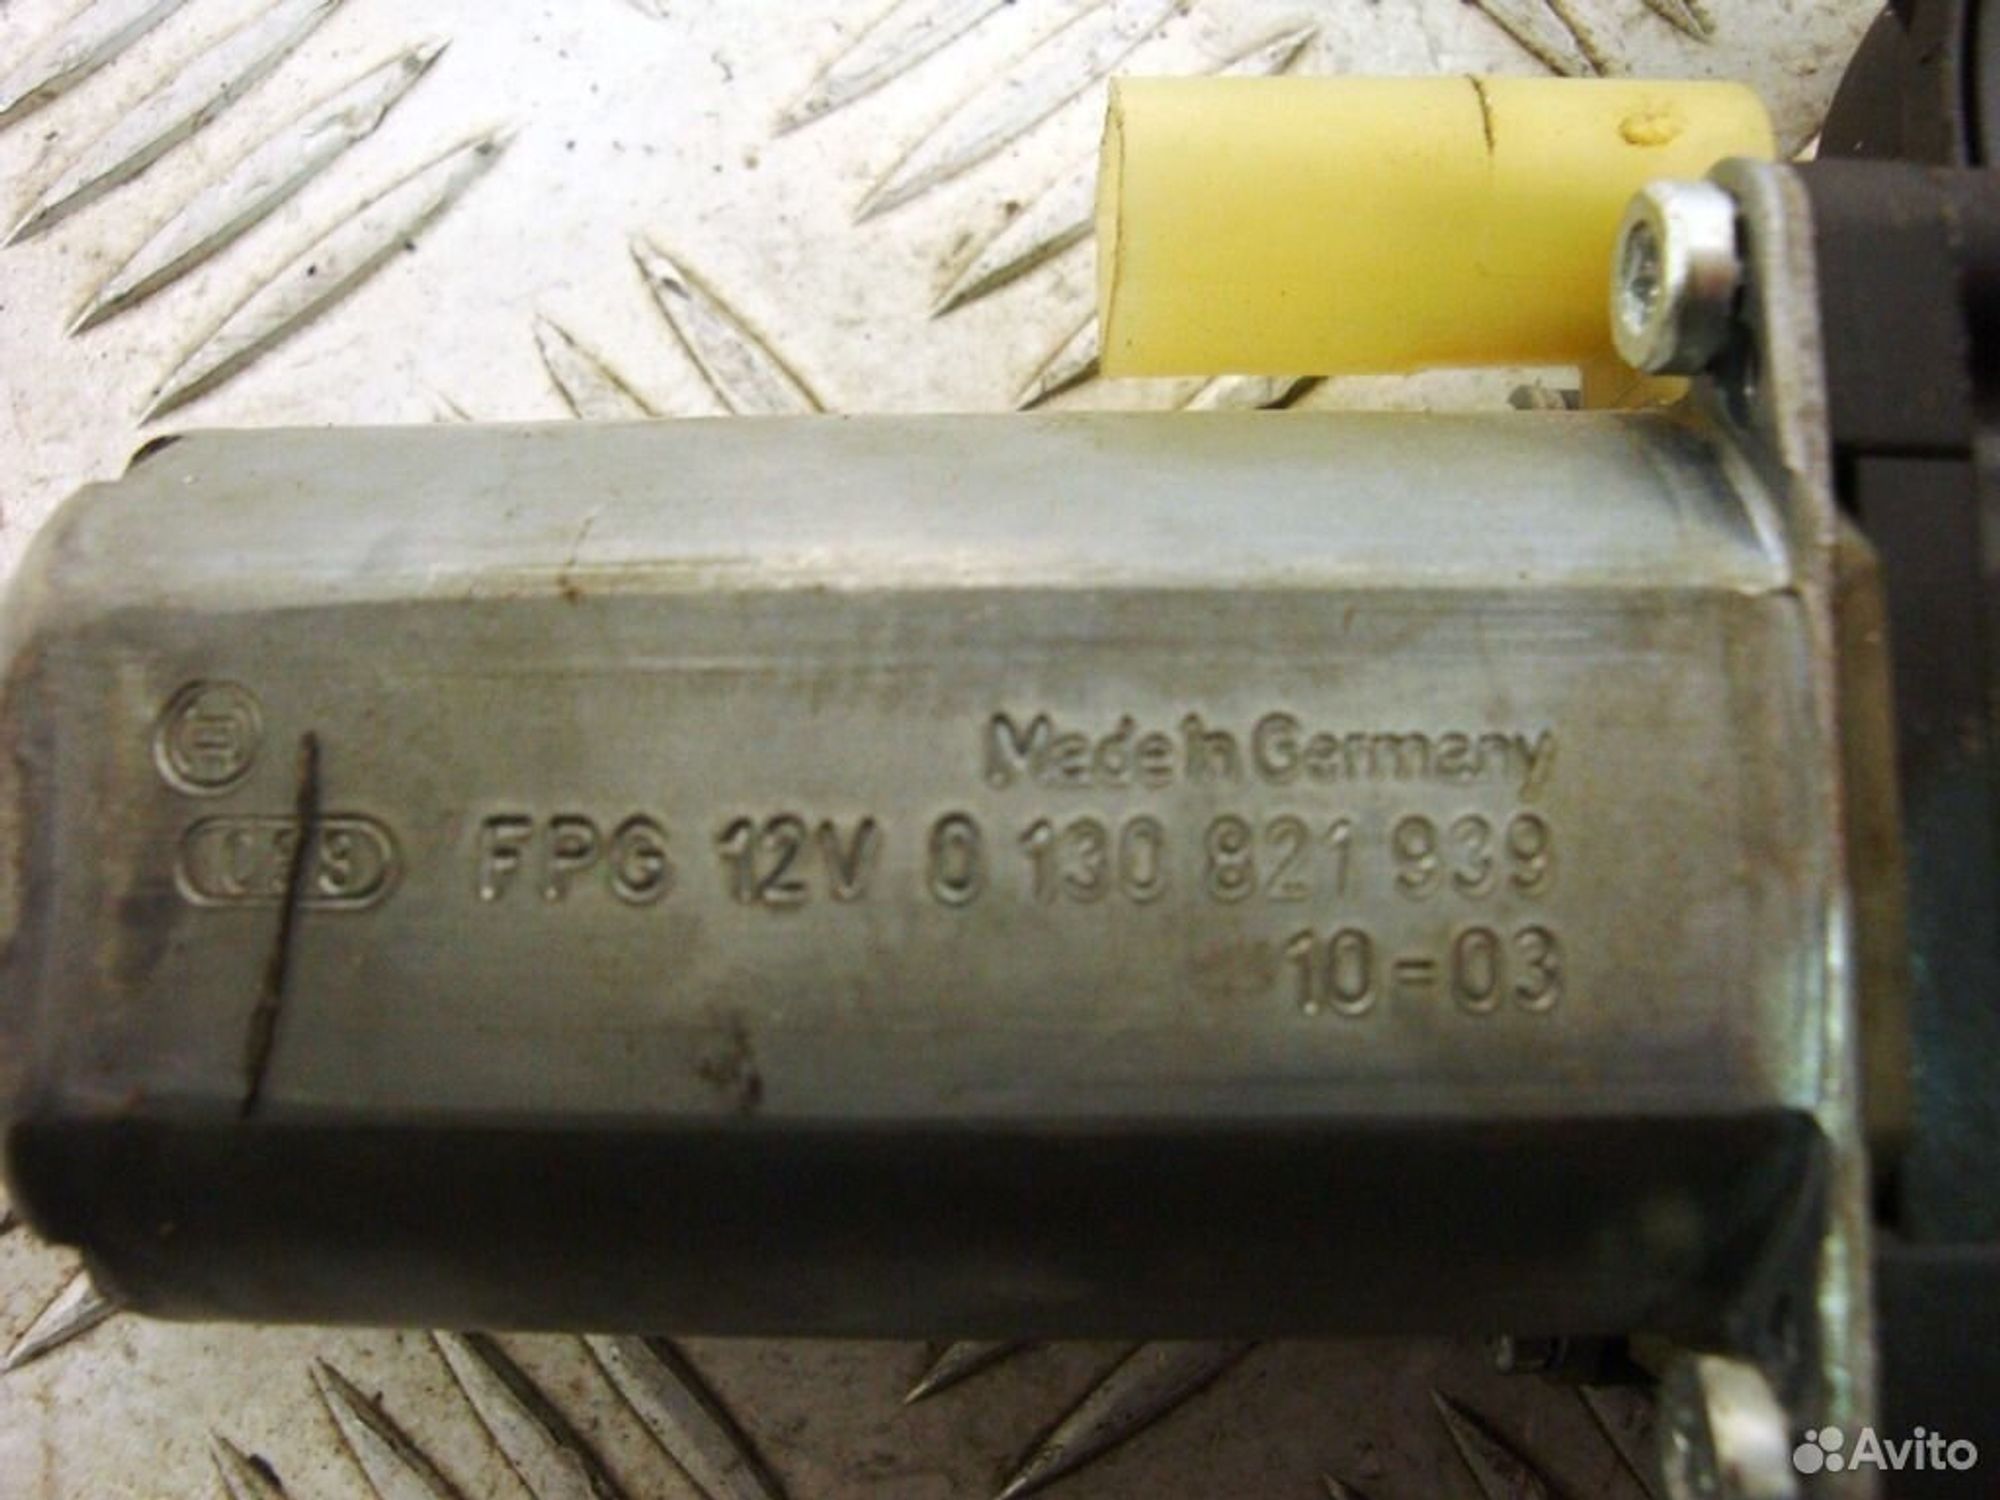 Made in Germany
FPG 12V 0 130 821 939
10-03
Avito